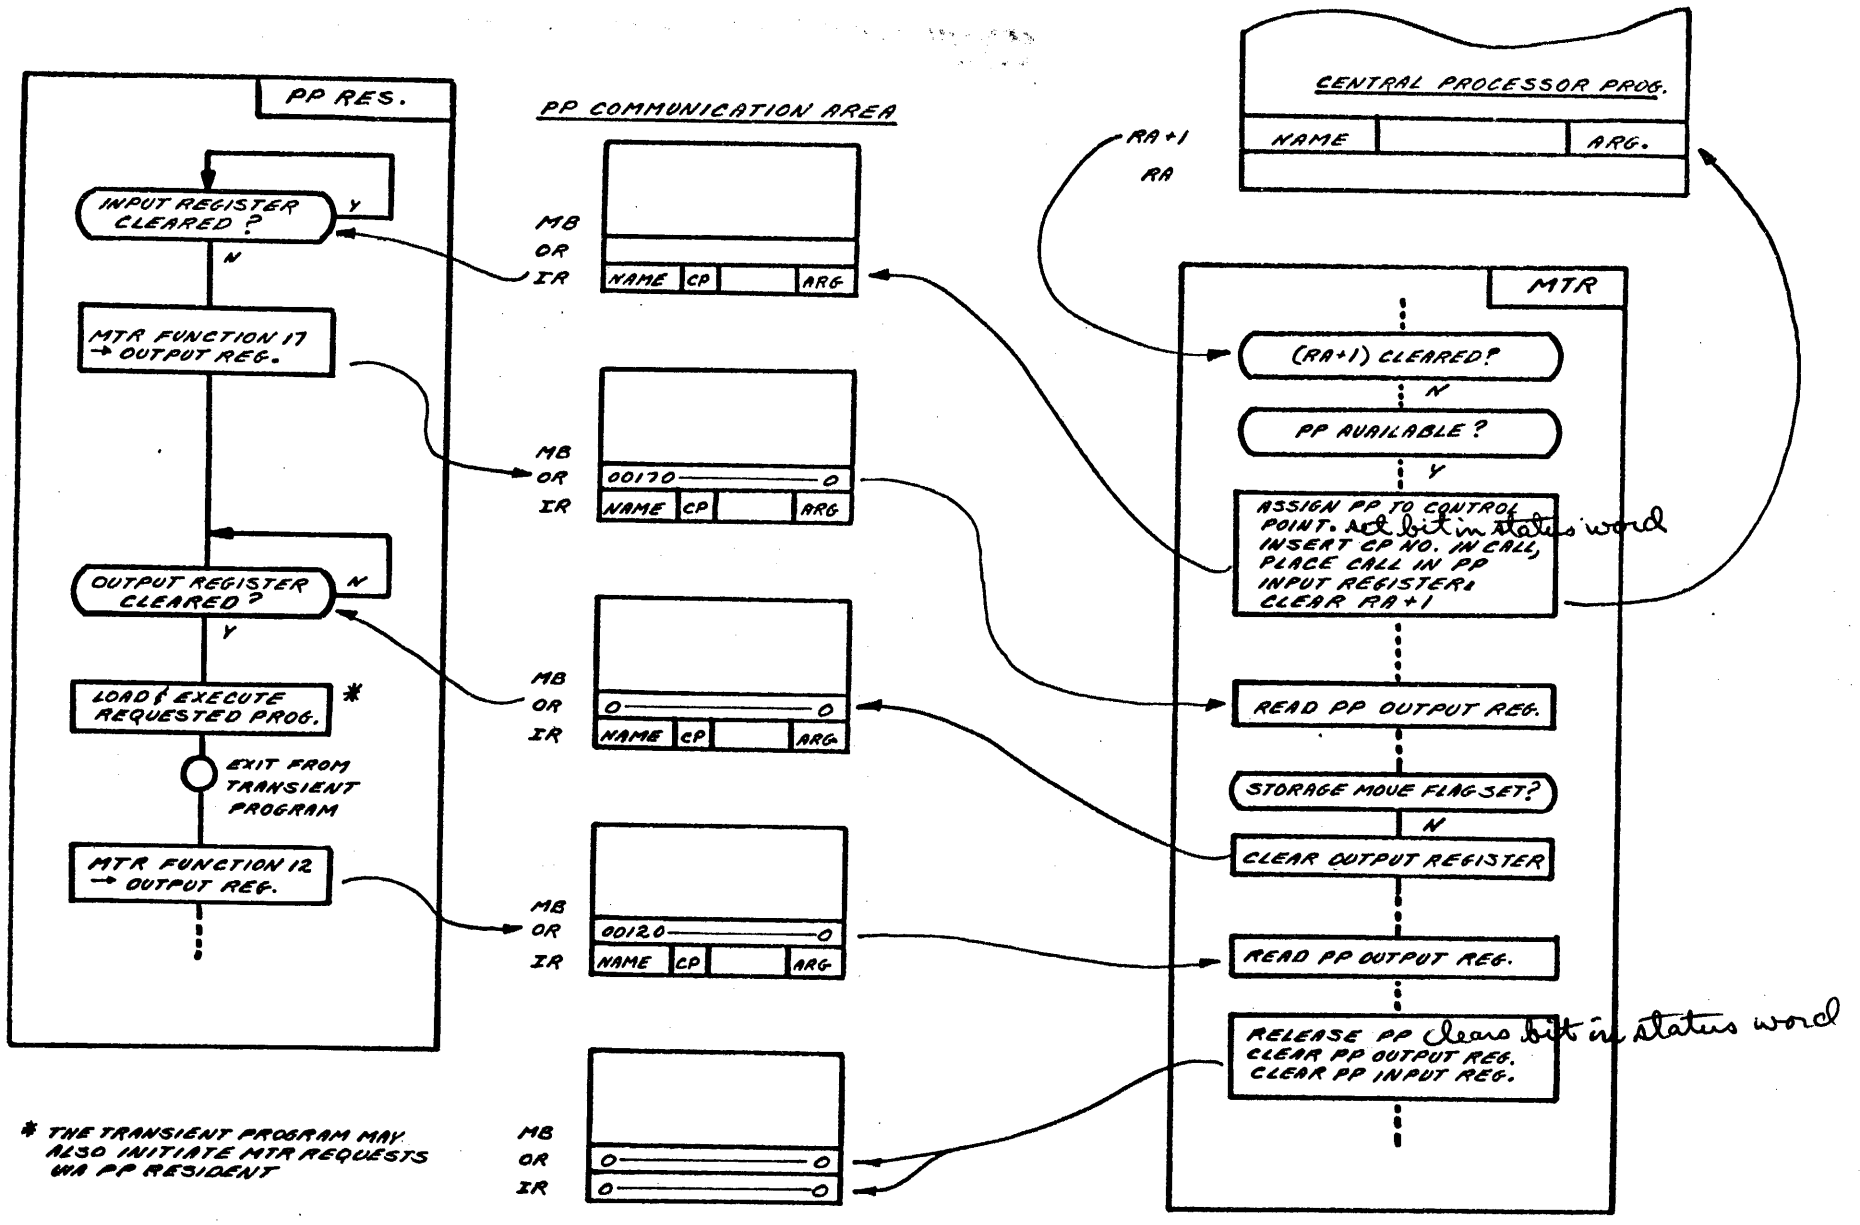 PP RES.
INPUT REGISTER
CLEARED ?
Y
N
MTR FUNCTION 17
→ OUTPUT REG.
OUTPUT REGISTER
CLEARED ?
N
Y
LOAD & EXECUTE
REQUESTED PROG.
*
EXIT FROM
TRANSIENT
PROGRAM
MTR FUNCTION 12
→ OUTPUT REG.
* THE TRANSIENT PROGRAM MAY
ALSO INITIATE MTR REQUESTS
VIA PP RESIDENT
PP COMMUNICATION AREA
MB
OR
IR NAME CP ARG
MB
OR 00170 0
IR NAME CP ARG
MB
OR 0 0
IR NAME CP ARG
MB
OR 00120 0
IR NAME CP ARG
MB
OR 0 0
IR 0 0
CENTRAL PROCESSOR PROG.
RA+1 NAME ARG.
RA
MTR
(RA+1) CLEARED?
N
PP AVAILABLE?
Y
ASSIGN PP TO CONTROL
POINT. set bit in status word
INSERT CP NO. IN CALL,
PLACE CALL IN PP
INPUT REGISTER.
CLEAR RA+1
READ PP OUTPUT REG.
STORAGE MOVE FLAG SET?
N
CLEAR OUTPUT REGISTER
READ PP OUTPUT REG.
RELEASE PP clears bit in status word
CLEAR PP OUTPUT REG.
CLEAR PP INPUT REG.